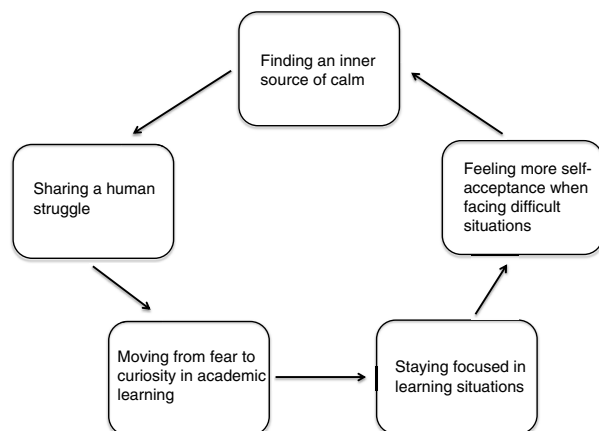 Finding an inner
source of calm
Sharing a human
struggle
Moving from fear to
curiosity in academic
learning
Staying focused in
learning situations
Feeling more self-
acceptance when
facing difficult
situations